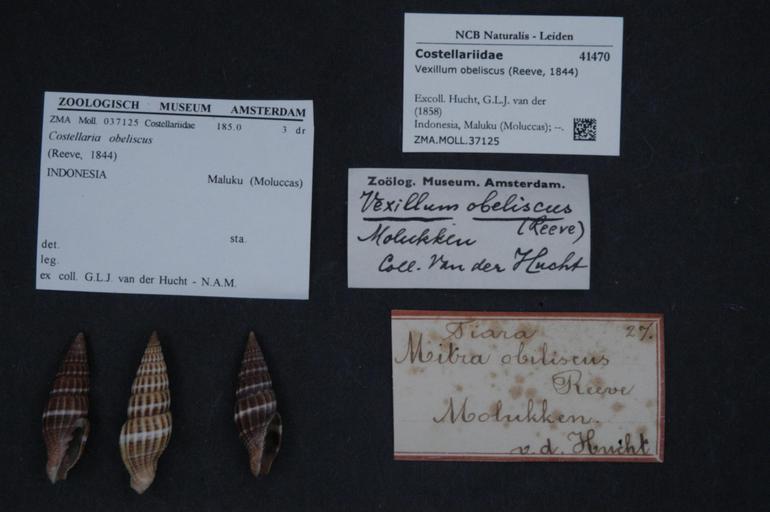 ZOOLOGISCH MUSEUM AMSTERDAM
ZMA Moll. 037125 Costellariidae 185.0 3 dr
Costellaria obeliscus
(Reeve, 1844)
INDONESIA Maluku (Moluccas)
det. sta.
leg.
ex coll. G.L.J. van der Hucht - N.A.M.
NCB Naturalis - Leiden
Costellariidae 41470
Vexillum obeliscus (Reeve, 1844)
Excoll. Hucht, G.L.J. van der
(1858)
Indonesia, Maluku (Moluccas); --.
ZMA.MOLL.37125
Zoölog. Museum. Amsterdam.
Vexillum obeliscus
(Reeve)
Molukken
Coll. Van der Hucht
Tiara 27.
Mitra obeliscus
Reeve
Molukken.
v.d. Hucht